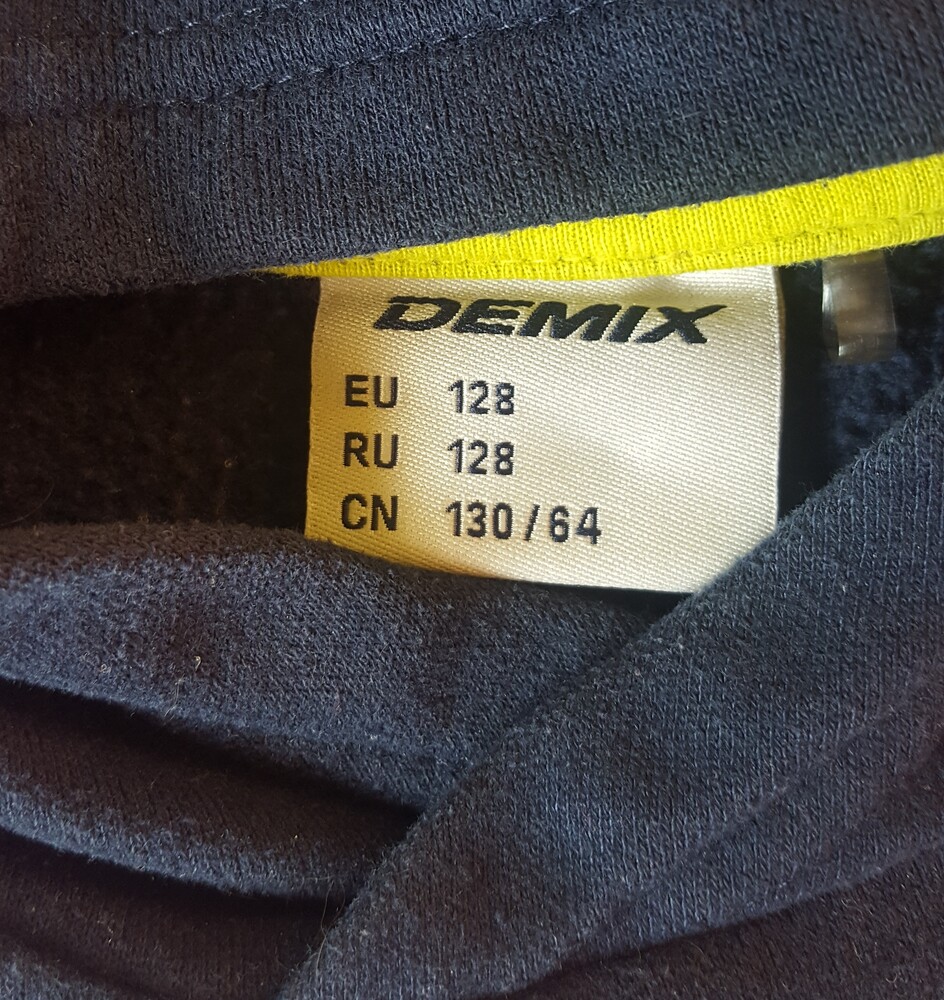 DEMIX
EU 128
RU 128
CN 130/64